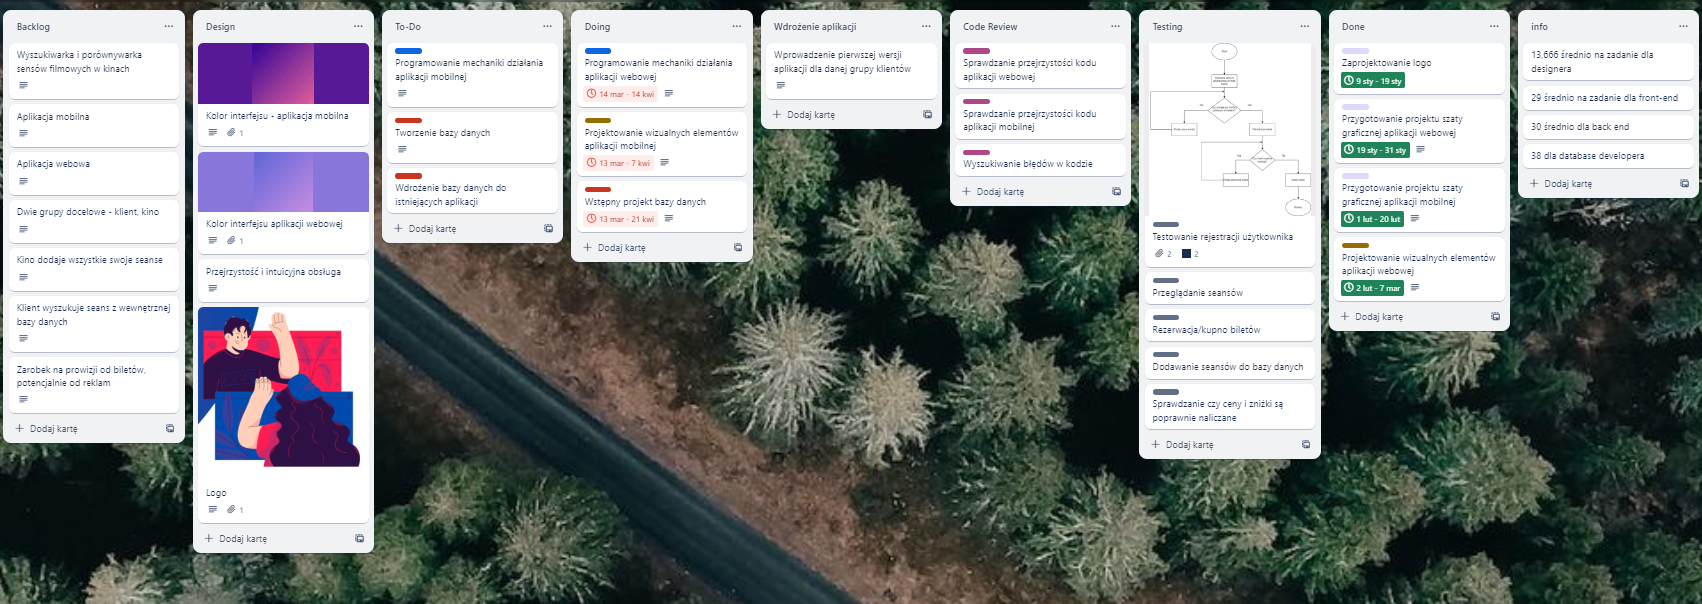 Backlog
Wyszukiwarka i porównywarka
sensów filmowych w kinach
Aplikacja mobilna
Aplikacja webowa
Dwie grupy docelowe - klient, kino
Kino dodaje wszystkie swoje seanse
Klient wyszukuje seans z wewnętrznej
bazy danych
Zarobek na prowizji od biletów,
potencjalnie od reklam
Dodaj kartę
Design
Kolor interfejsu - aplikacja mobilna
1
Kolor interfejsu aplikacji webowej
1
Przejrzystość i intuicyjna obsługa
Logo
1
Dodaj kartę
To-Do
Programowanie mechaniki działania
aplikacji mobilnej
Tworzenie bazy danych
Wdrożenie bazy danych do
istniejących aplikacji
Dodaj kartę
Doing
Programowanie mechaniki działania
aplikacji webowej
14 mar - 14 kwi
Projektowanie wizualnych elementów
aplikacji mobilnej
13 mar - 7 kwi
Wstępny projekt bazy danych
13 mar - 21 kwi
Dodaj kartę
Wdrożenie aplikacji
Wprowadzenie pierwszej wersji
aplikacji dla danej grupy klientów
Dodaj kartę
Code Review
Sprawdzanie przejrzystości kodu
aplikacji webowej
Sprawdzanie przejrzystości kodu
aplikacji mobilnej
Wyszukiwanie błędów w kodzie
Dodaj kartę
Testing
Testowanie rejestracji użytkownika
2 2
Przeglądanie seansów
Rezerwacja/kupno biletów
Dodawanie seansów do bazy danych
Sprawdzanie czy ceny i zniżki są
poprawnie naliczane
Dodaj kartę
Done
Zaprojektowanie logo
9 sty - 19 sty
Przygotowanie projektu szaty
graficznej aplikacji webowej
19 sty - 31 sty
Przygotowanie projektu szaty
graficznej aplikacji mobilnej
1 lut - 20 lut
Projektowanie wizualnych elementów
aplikacji webowej
2 lut - 7 mar
Dodaj kartę
info
13,666 średnio na zadanie dla
designera
29 średnio na zadanie dla front-end
30 średnio dla back end
38 dla database developera
Dodaj kartę